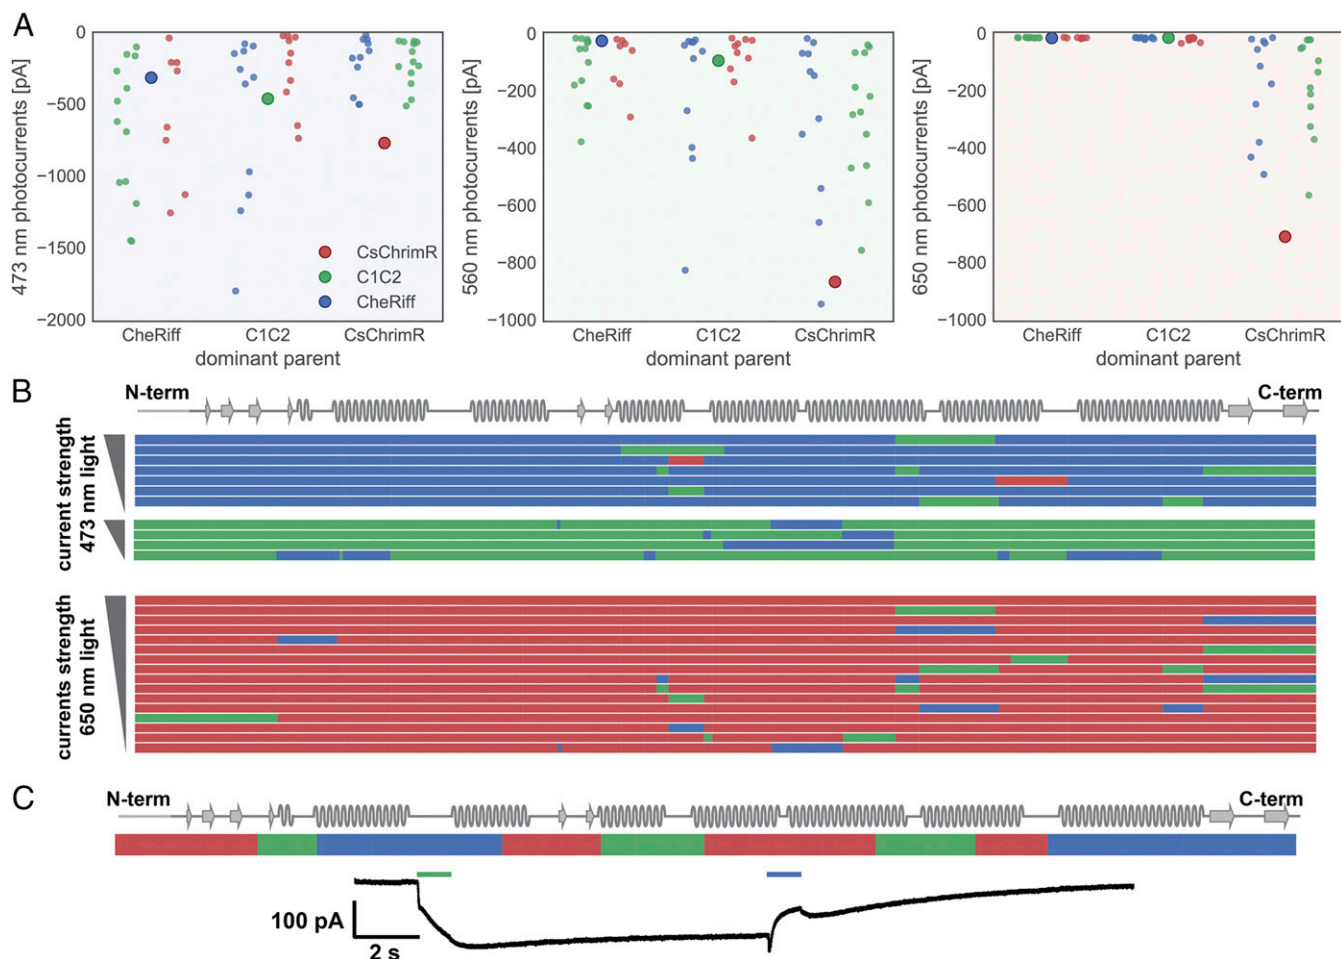 A
473 nm photocurrents [pA]
0
−500
−1000
−1500
−2000
CsChrimR
C1C2
CheRiff
CheRiff
C1C2
CsChrimR
dominant parent
560 nm photocurrents [pA]
0
−200
−400
−600
−800
−1000
CheRiff
C1C2
CsChrimR
dominant parent
650 nm photocurrents [pA]
0
−200
−400
−600
−800
−1000
CheRiff
C1C2
CsChrimR
dominant parent
B
N-term
C-term
current strength
473 nm light
currents strength
650 nm light
C
N-term
C-term
100 pA
2 s